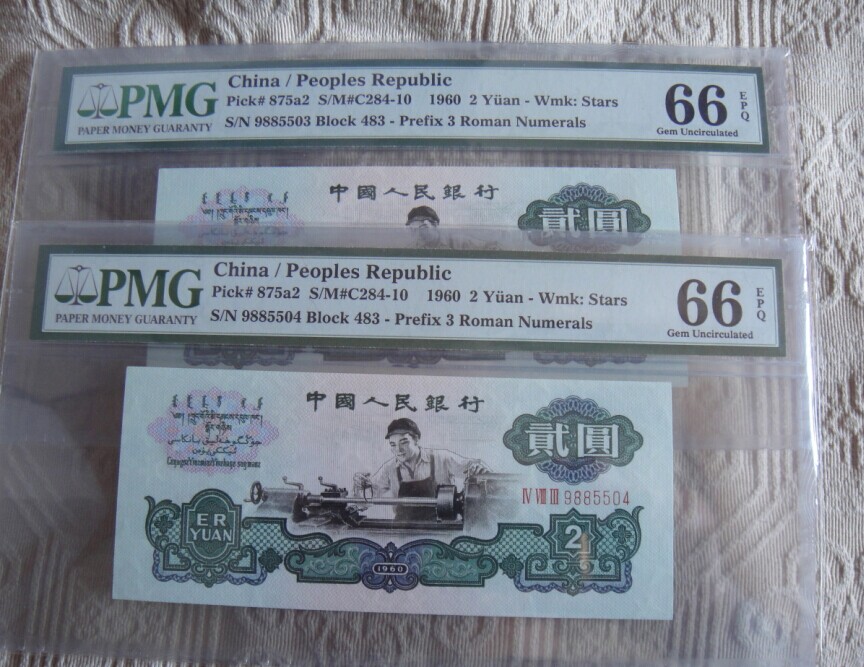 PMG
PAPER MONEY GUARANTY
China / Peoples Republic
Pick# 875a2 S/M#C284-10 1960 2 Yüan - Wmk: Stars
S/N 9885503 Block 483 - Prefix 3 Roman Numerals
66 EPQ
Gem Uncirculated
中國人民銀行
貳圓
PMG
PAPER MONEY GUARANTY
China / Peoples Republic
Pick# 875a2 S/M#C284-10 1960 2 Yüan - Wmk: Stars
S/N 9885504 Block 483 - Prefix 3 Roman Numerals
66 EPQ
Gem Uncirculated
中國人民銀行
貳圓
IV VIII III 9885504
ER
YUAN
2
1960